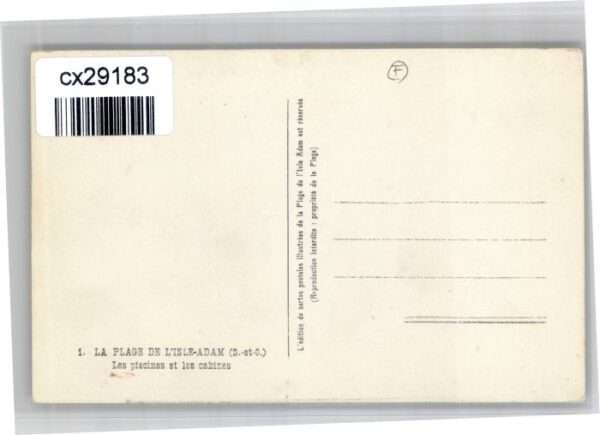 cx29183
F
L'édition de cartes postales illustrées de la Plage de l'Isle Adam est réservée
(Reproduction interdite : propriété de la Plage)
1. LA PLAGE DE L'ISLE-ADAM (S.-et-O.)
Les piscines et les cabines